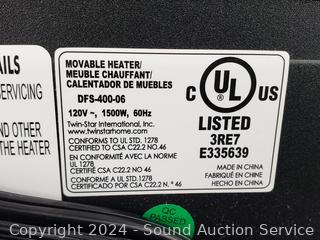 AILS
SERVICING
AND OTHER
THE HEATER
MOVABLE HEATER/
MEUBLE CHAUFFANT/
CALENTADOR DE MUEBLES
DFS-400-06
120V ~, 1500W, 60Hz
Twin-Star International, Inc.
www.twinstarhome.com
CONFORMS TO UL STD. 1278
CERTIFIED TO CSA C22.2 NO.46
CONFORME EN AVEC LA NORME
UL 1278
CERTIFIÉ CSA C22.2 NO 46
CONFORME A UL STD. 1278
CERTIFICADO POR CSA C22.2 N. º 46
C UL US
LISTED
3RE7
E335639
MADE IN CHINA
FABRIQUÉ EN CHINE
HECHO EN CHINA
QC
PASSED
Copyright 2024 - Sound Auction Service